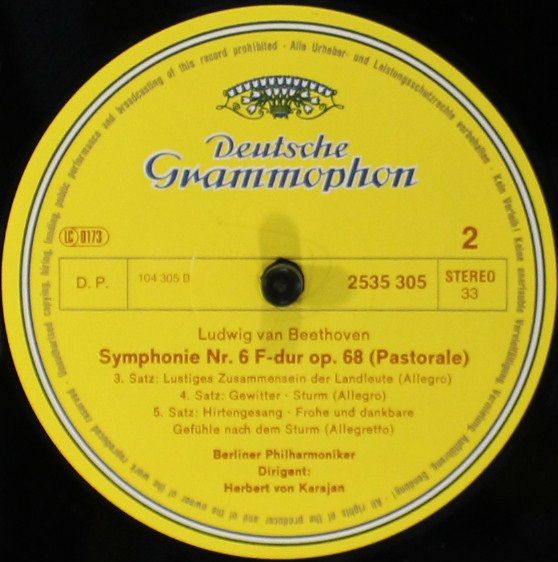 Deutsche
Grammophon
LC 0173
2
D. P.
104 305 B
2535 305
STEREO
33
Ludwig van Beethoven
Symphonie Nr. 6 F-dur op. 68 (Pastorale)
3. Satz: Lustiges Zusammensein der Landleute (Allegro)
4. Satz: Gewitter · Sturm (Allegro)
5. Satz: Hirtengesang · Frohe und dankbare
Gefühle nach dem Sturm (Allegretto)
Berliner Philharmoniker
Dirigent:
Herbert von Karajan
Alle Urheber- und Leistungsschutzrechte vorbehalten · Kein Verleih! Keine unerlaubte Vervielfältigung, Vermietung, Aufführung, Sendung! · All rights of the producer and of the owner of the work reproduced reserved · Unauthorized copying, hiring, lending, public performance and broadcasting of this record prohibited ·